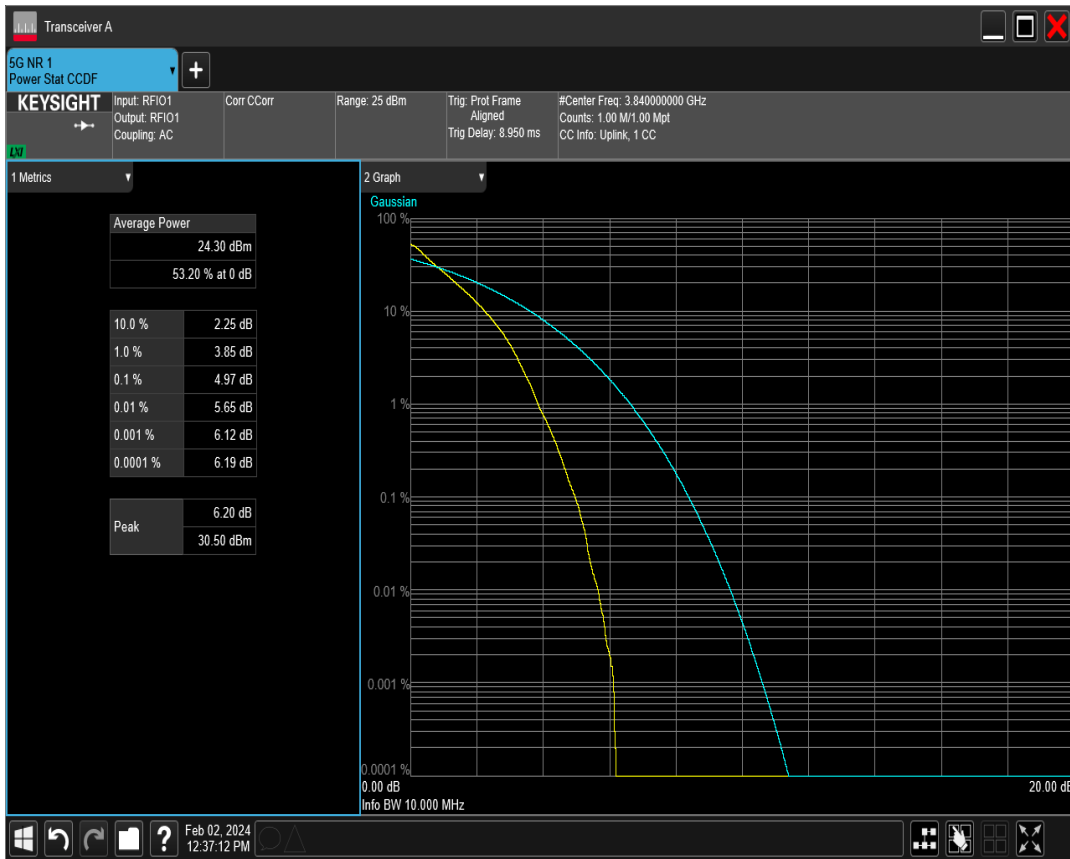 Transceiver A
5G NR 1
Power Stat CCDF
+
KEYSIGHT
LXI
Input: RFIO1
Output: RFIO1
Coupling: AC
Corr CCorr
Range: 25 dBm
Trig: Prot Frame
Aligned
Trig Delay: 8.950 ms
#Center Freq: 3.840000000 GHz
Counts: 1.00 M/1.00 Mpt
CC Info: Uplink, 1 CC
1 Metrics
Average Power
24.30 dBm
53.20 % at 0 dB
10.0 % 2.25 dB
1.0 % 3.85 dB
0.1 % 4.97 dB
0.01 % 5.65 dB
0.001 % 6.12 dB
0.0001 % 6.19 dB
Peak
6.20 dB
30.50 dBm
2 Graph
Gaussian
100 %
10 %
1 %
0.1 %
0.01 %
0.001 %
0.0001 %
0.00 dB
20.00 dB
Info BW 10.000 MHz
?
Feb 02, 2024
12:37:12 PM